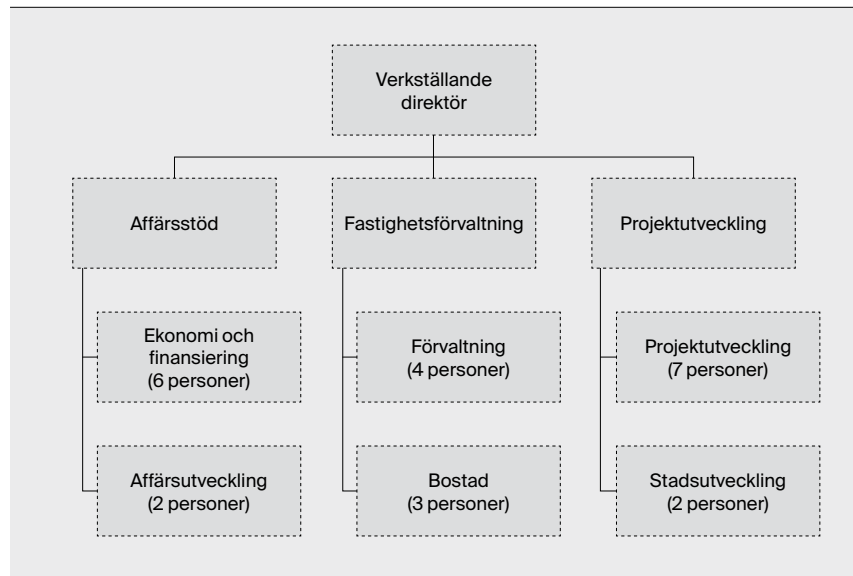 Verkställande
direktör
Affärsstöd
Fastighetsförvaltning
Projektutveckling
Ekonomi och
finansiering
(6 personer)
Förvaltning
(4 personer)
Projektutveckling
(7 personer)
Affärsutveckling
(2 personer)
Bostad
(3 personer)
Stadsutveckling
(2 personer)